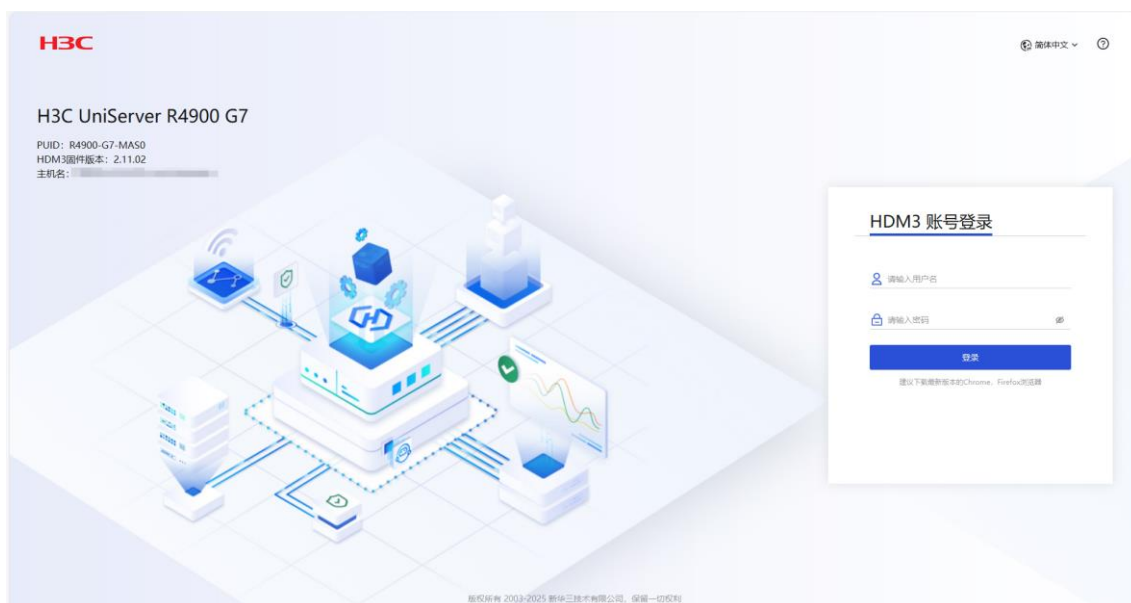 H3C
简体中文
H3C UniServer R4900 G7
PUID：R4900-G7-MAS0
HDM3固件版本：2.11.02
主机名：
HDM3 账号登录
请输入用户名
请输入密码
登录
建议下载最新版本的Chrome、Firefox浏览器
版权所有 2003-2025 新华三技术有限公司、保留一切权利